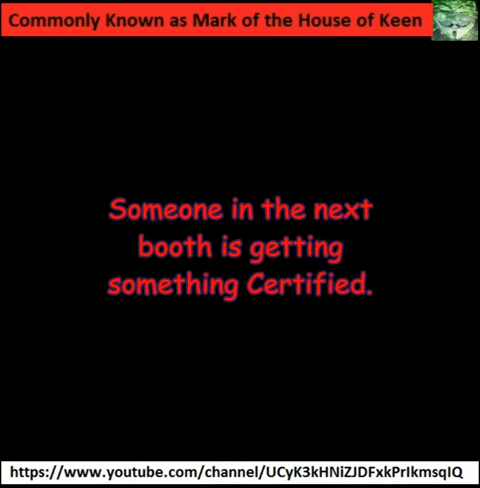 Commonly Known as Mark of the House of Keen
Someone in the next
booth is getting
something Certified.
https://www.youtube.com/channel/UCyK3kHNiZJDFxkPrIkmsqIQ